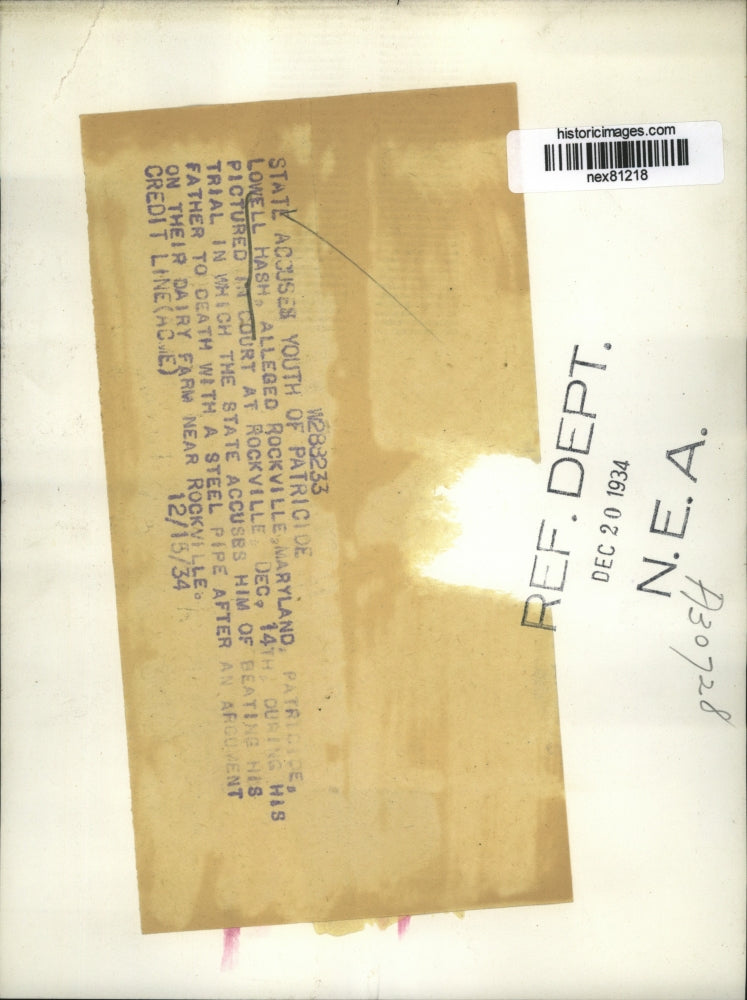 historicimages.com
nex81218
W283233
STATE ACCUSES YOUTH OF PATRICIDE
LOWELL HASH, ALLEGED ROCKVILLE,MARYLAND, PATRICIDE,
PICTURED IN COURT AT ROCKVILLE, DEC, 14TH, DURING HIS
TRIAL IN WHICH THE STATE ACCUSES HIM OF BEATING HIS
FATHER TO DEATH WITH A STEEL PIPE AFTER AN ARGUMENT
ON THEIR DAIRY FARM NEAR ROCKVILLE.
CREDIT LINE(ACME) 12/15/34
REF. DEPT.
DEC 20 1934
N.E.A.
A30728